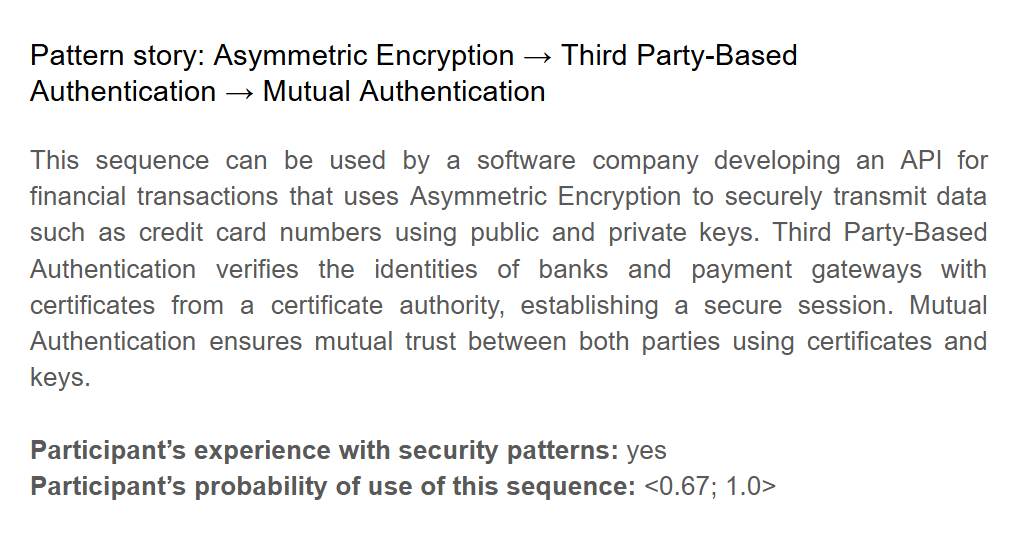 Pattern story: Asymmetric Encryption → Third Party-Based
Authentication → Mutual Authentication
This sequence can be used by a software company developing an API for
financial transactions that uses Asymmetric Encryption to securely transmit data
such as credit card numbers using public and private keys. Third Party-Based
Authentication verifies the identities of banks and payment gateways with
certificates from a certificate authority, establishing a secure session. Mutual
Authentication ensures mutual trust between both parties using certificates and
keys.
Participant’s experience with security patterns: yes
Participant’s probability of use of this sequence: <0.67; 1.0>